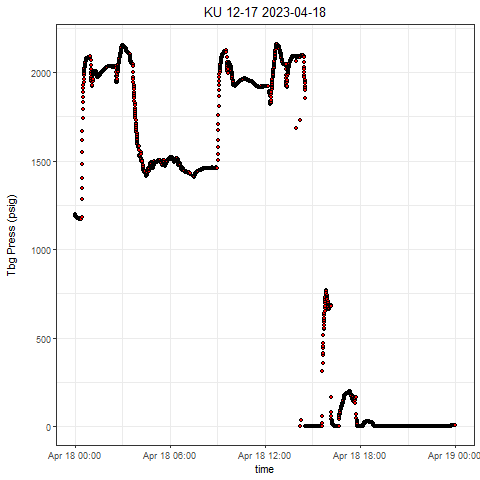 KU 12-17 2023-04-18
Tbg Press (psig)
2000
1500
1000
500
0
Apr 18 00:00 Apr 18 06:00 Apr 18 12:00 Apr 18 18:00 Apr 19 00:00
time